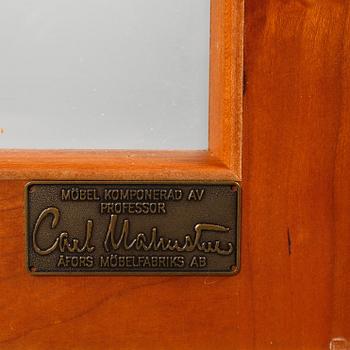 MÖBEL KOMPONERAD AV
PROFESSOR
Carl Malmsten
ÅFORS MÖBELFABRIKS AB